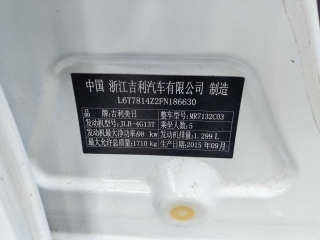 中国 浙江吉利汽车有限公司 制造
L6T7814Z2FN186630
品牌:吉利美日 整车型号:MR7132C03
发动机型号:JLB-4G13T 乘坐人数:5
发动机最大净功率:98 kw 发动机排量:1.299 L
最大允许总质量:1710 kg 生产日期:2015 年09月